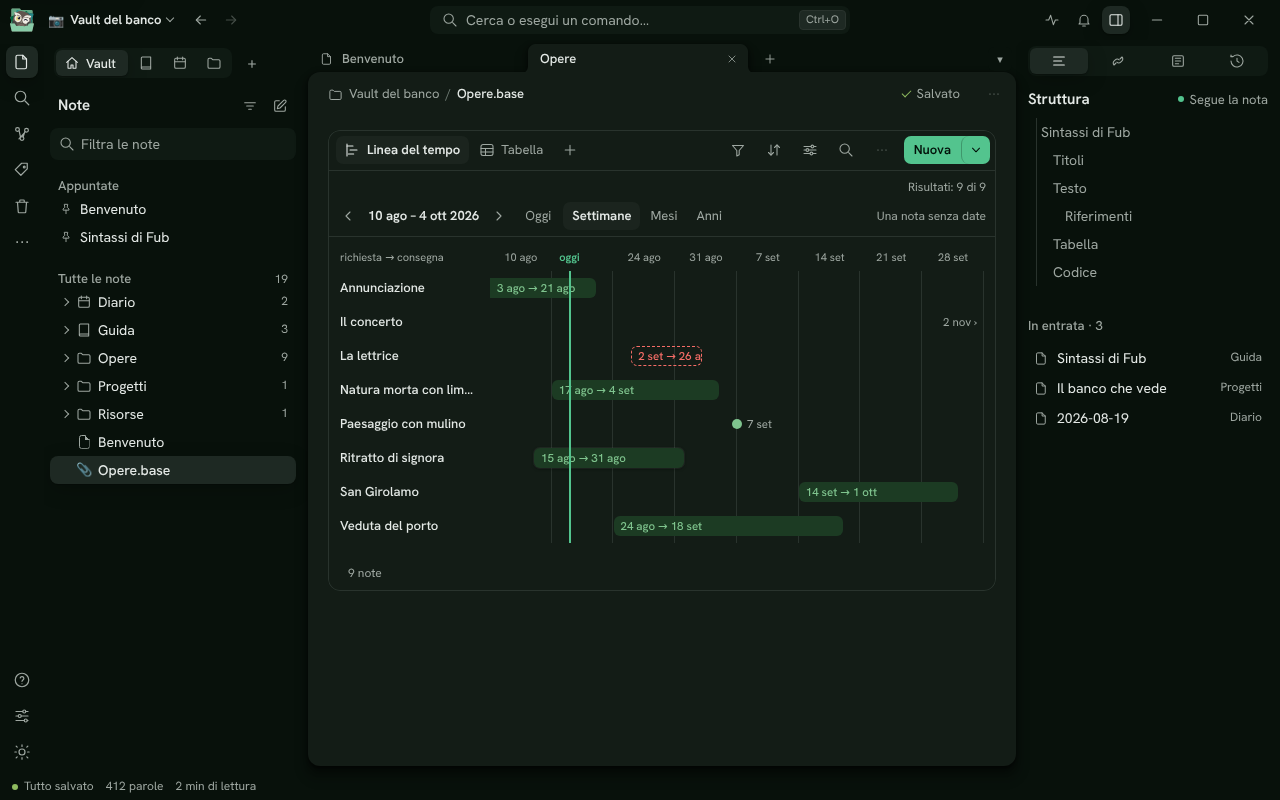 Vault del banco
Cerca o esegui un comando...
Ctrl+O
Vault
Benvenuto
Opere
Note
Filtra le note
Appuntate
Benvenuto
Sintassi di Fub
Tutte le note 19
Diario 2
Guida 3
Opere 9
Progetti 1
Risorse 1
Benvenuto
Opere.base
Vault del banco / Opere.base
Salvato
Linea del tempo
Tabella
Nuova
Risultati: 9 di 9
10 ago – 4 ott 2026
Oggi
Settimane
Mesi
Anni
Una nota senza date
richiesta → consegna
10 ago
oggi
24 ago
31 ago
7 set
14 set
21 set
28 set
Annunciazione
3 ago → 21 ago
Il concerto
2 nov ›
La lettrice
2 set → 26 a
Natura morta con lim...
17 ago → 4 set
Paesaggio con mulino
7 set
Ritratto di signora
15 ago → 31 ago
San Girolamo
14 set → 1 ott
Veduta del porto
24 ago → 18 set
9 note
Struttura
Segue la nota
Sintassi di Fub
Titoli
Testo
Riferimenti
Tabella
Codice
In entrata · 3
Sintassi di Fub Guida
Il banco che vede Progetti
2026-08-19 Diario
Tutto salvato 412 parole 2 min di lettura